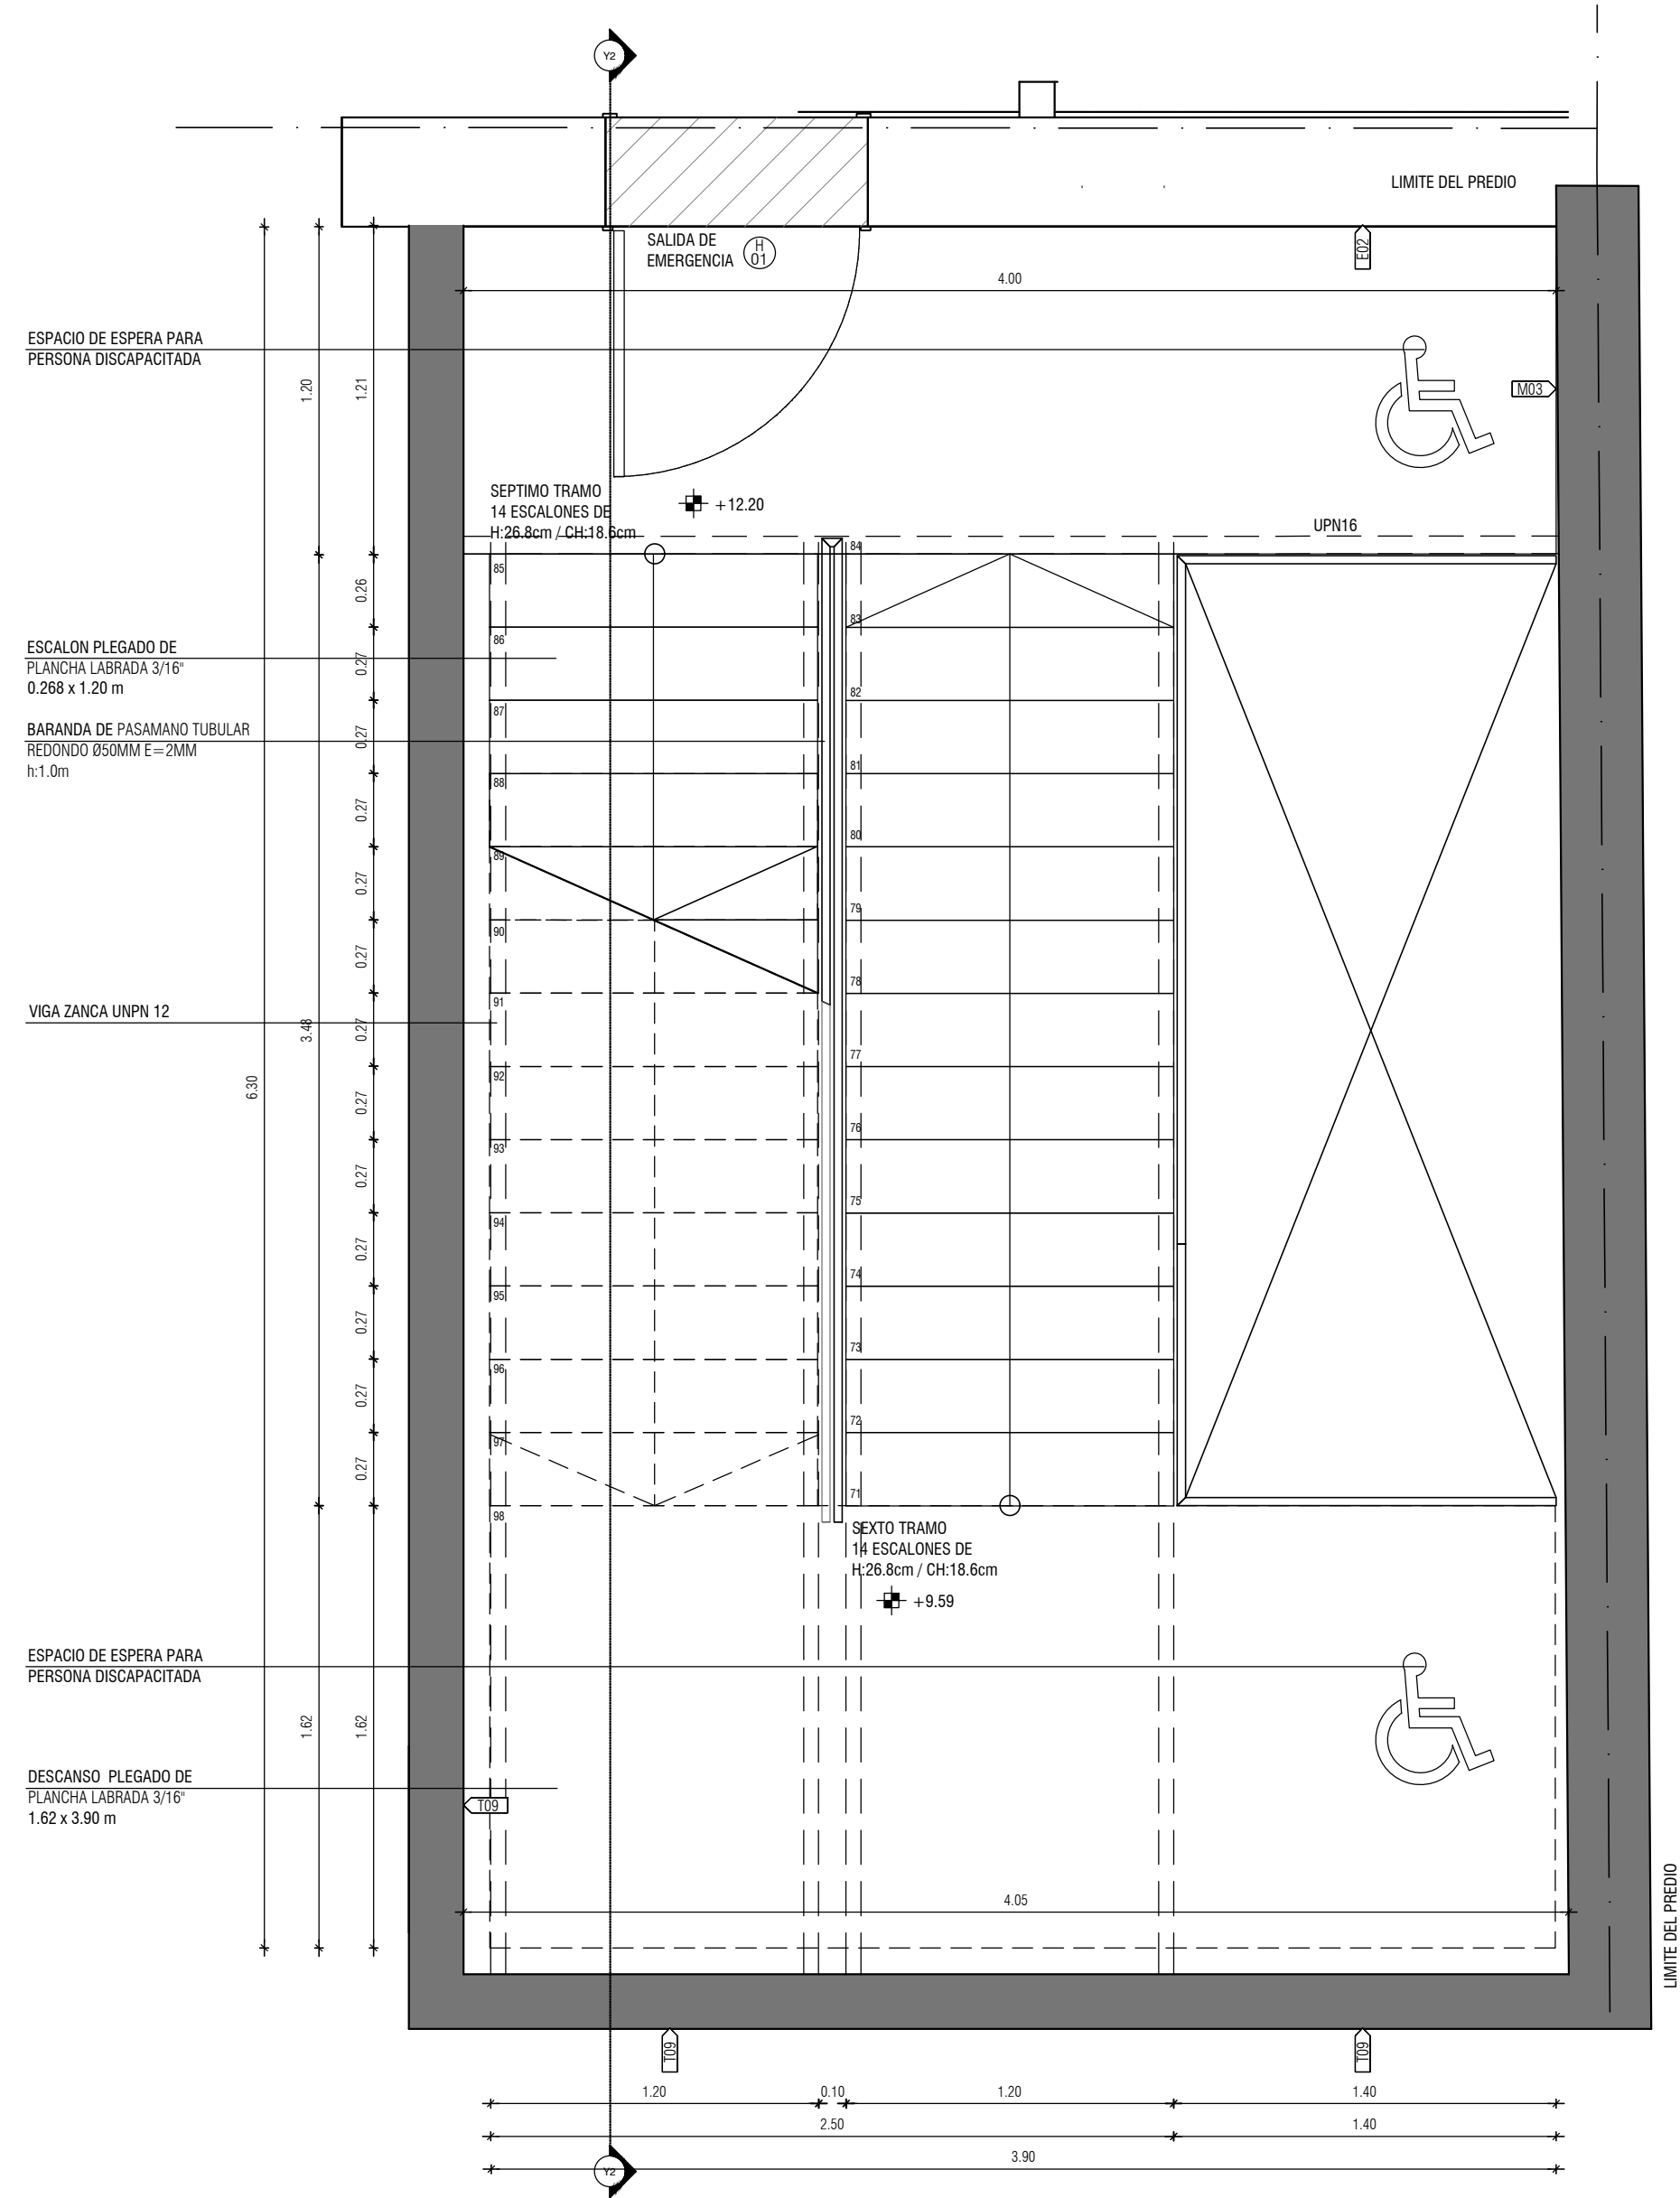 Y2
LIMITE DEL PREDIO
SALIDA DE
EMERGENCIA
H
01
E02
4.00
ESPACIO DE ESPERA PARA
PERSONA DISCAPACITADA
M03
1.20
1.21
SEPTIMO TRAMO
14 ESCALONES DE
H:26.8cm / CH:18.6cm
+12.20
UPN16
84
85
0.26
83
86
ESCALON PLEGADO DE
PLANCHA LABRADA 3/16"
0.268 x 1.20 m
0.27
82
87
BARANDA DE PASAMANO TUBULAR
REDONDO Ø50MM E=2MM
h:1.0m
0.27
81
88
0.27
80
89
0.27
79
90
0.27
78
91
VIGA ZANCA UNPN 12
3.48
0.27
77
92
6.30
0.27
76
93
0.27
75
94
0.27
74
95
0.27
73
96
0.27
72
97
0.27
71
98
SEXTO TRAMO
14 ESCALONES DE
H:26.8cm / CH:18.6cm
+9.59
ESPACIO DE ESPERA PARA
PERSONA DISCAPACITADA
1.62
1.62
DESCANSO PLEGADO DE
PLANCHA LABRADA 3/16"
1.62 x 3.90 m
T09
4.05
LIMITE DEL PREDIO
T09
T09
1.20
0.10
1.20
1.40
2.50
1.40
3.90
Y2